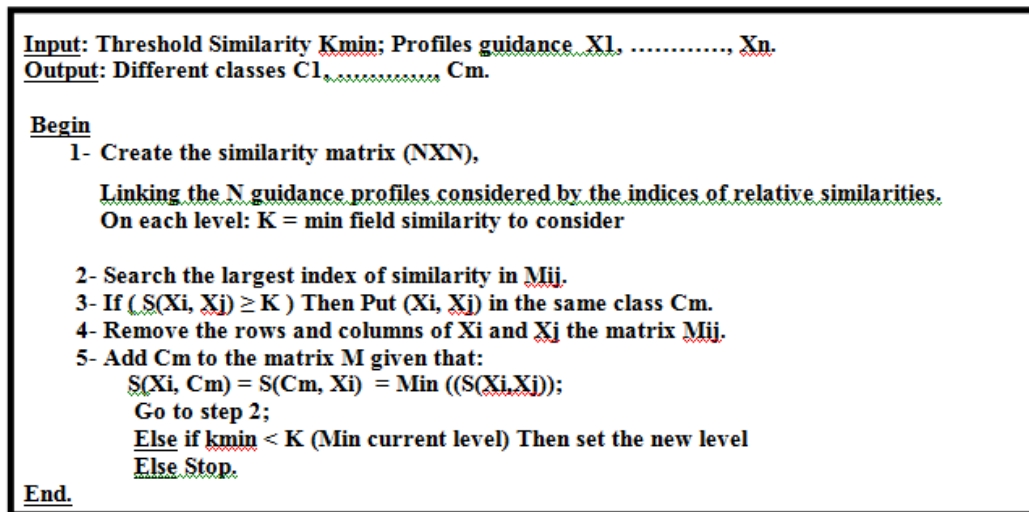 Input: Threshold Similarity Kmin; Profiles guidance X1, …………, Xn.
Output: Different classes C1, …………., Cm.
Begin
1- Create the similarity matrix (NXN),
Linking the N guidance profiles considered by the indices of relative similarities.
On each level: K = min field similarity to consider
2- Search the largest index of similarity in Mij.
3- If ( S(Xi, Xj) ≥ K ) Then Put (Xi, Xj) in the same class Cm.
4- Remove the rows and columns of Xi and Xj the matrix Mij.
5- Add Cm to the matrix M given that:
S(Xi, Cm) = S(Cm, Xi) = Min ((S(Xi,Xj));
Go to step 2;
Else if kmin < K (Min current level) Then set the new level
Else Stop.
End.